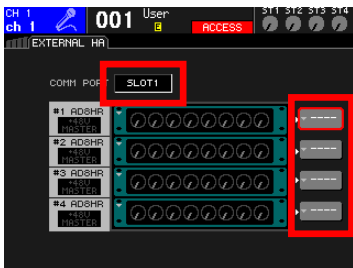 CH 1
ch 1
001 User
E
ACCESS
ST1 ST2 ST3 ST4
EXTERNAL HA
COMM PORT SLOT1
#1 AD8HR
+48V
MASTER
----
#2 AD8HR
+48V
MASTER
----
#3 AD8HR
+48V
MASTER
----
#4 AD8HR
+48V
MASTER
----